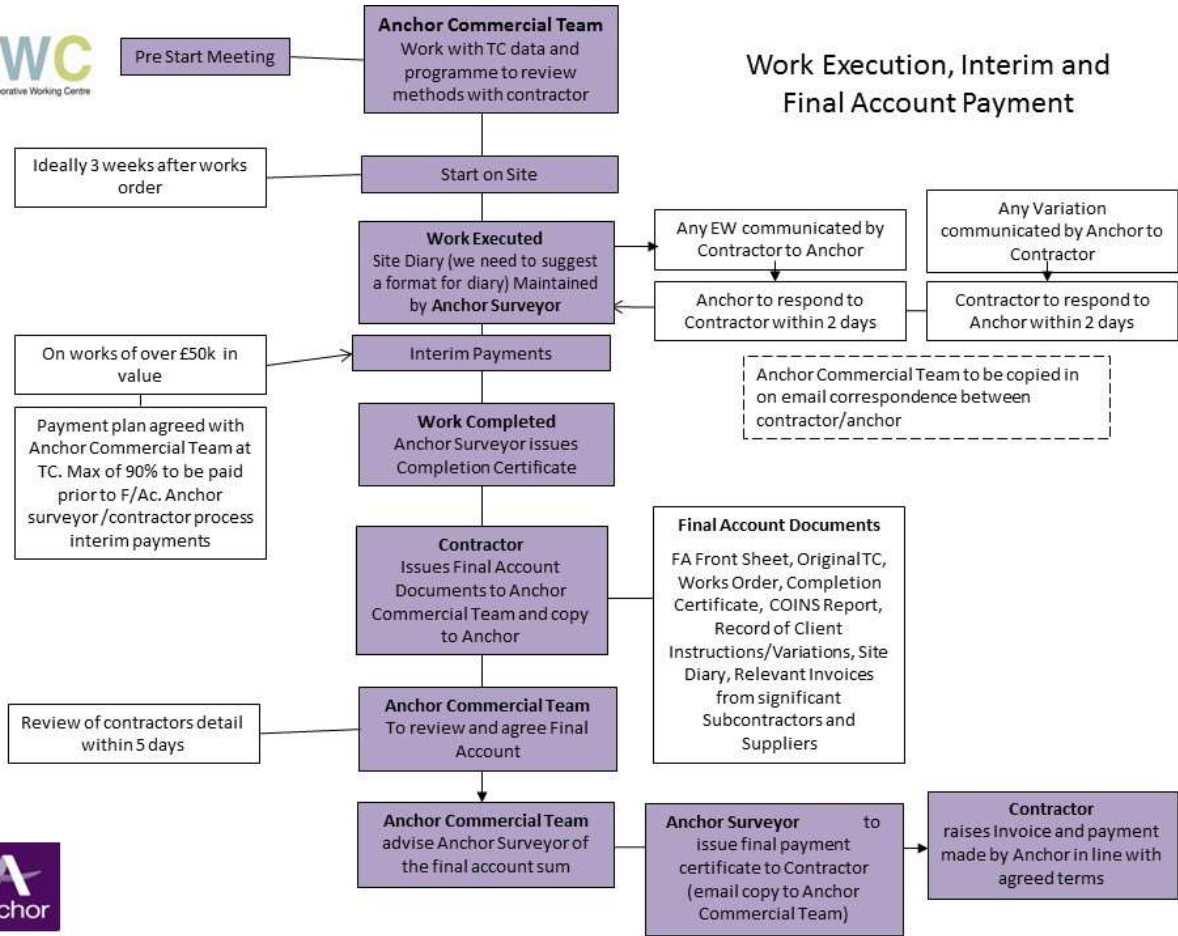 WC
orative Working Centre
Pre Start Meeting
Anchor Commercial Team
Work with TC data and
programme to review
methods with contractor
Work Execution, Interim and
Final Account Payment
Ideally 3 weeks after works
order
Start on Site
Work Executed
Site Diary (we need to suggest
a format for diary) Maintained
by Anchor Surveyor
Any EW communicated by
Contractor to Anchor
Any Variation
communicated by Anchor to
Contractor
Anchor to respond to
Contractor within 2 days
Contractor to respond to
Anchor within 2 days
On works of over £50k in
value
Interim Payments
Anchor Commercial Team to be copied in
on email correspondence between
contractor/anchor
Payment plan agreed with
Anchor Commercial Team at
TC. Max of 90% to be paid
prior to F/Ac. Anchor
surveyor/contractor process
interim payments
Work Completed
Anchor Surveyor issues
Completion Certificate
Contractor
Issues Final Account
Documents to Anchor
Commercial Team and copy
to Anchor
Final Account Documents
FA Front Sheet, Original TC,
Works Order, Completion
Certificate, COINS Report,
Record of Client
Instructions/Variations, Site
Diary, Relevant Invoices
from significant
Subcontractors and
Suppliers
Review of contractors detail
within 5 days
Anchor Commercial Team
To review and agree Final
Account
Anchor Commercial Team
advise Anchor Surveyor of
the final account sum
Anchor Surveyor to
issue final payment
certificate to Contractor
(email copy to Anchor
Commercial Team)
Contractor
raises Invoice and payment
made by Anchor in line with
agreed terms
chor